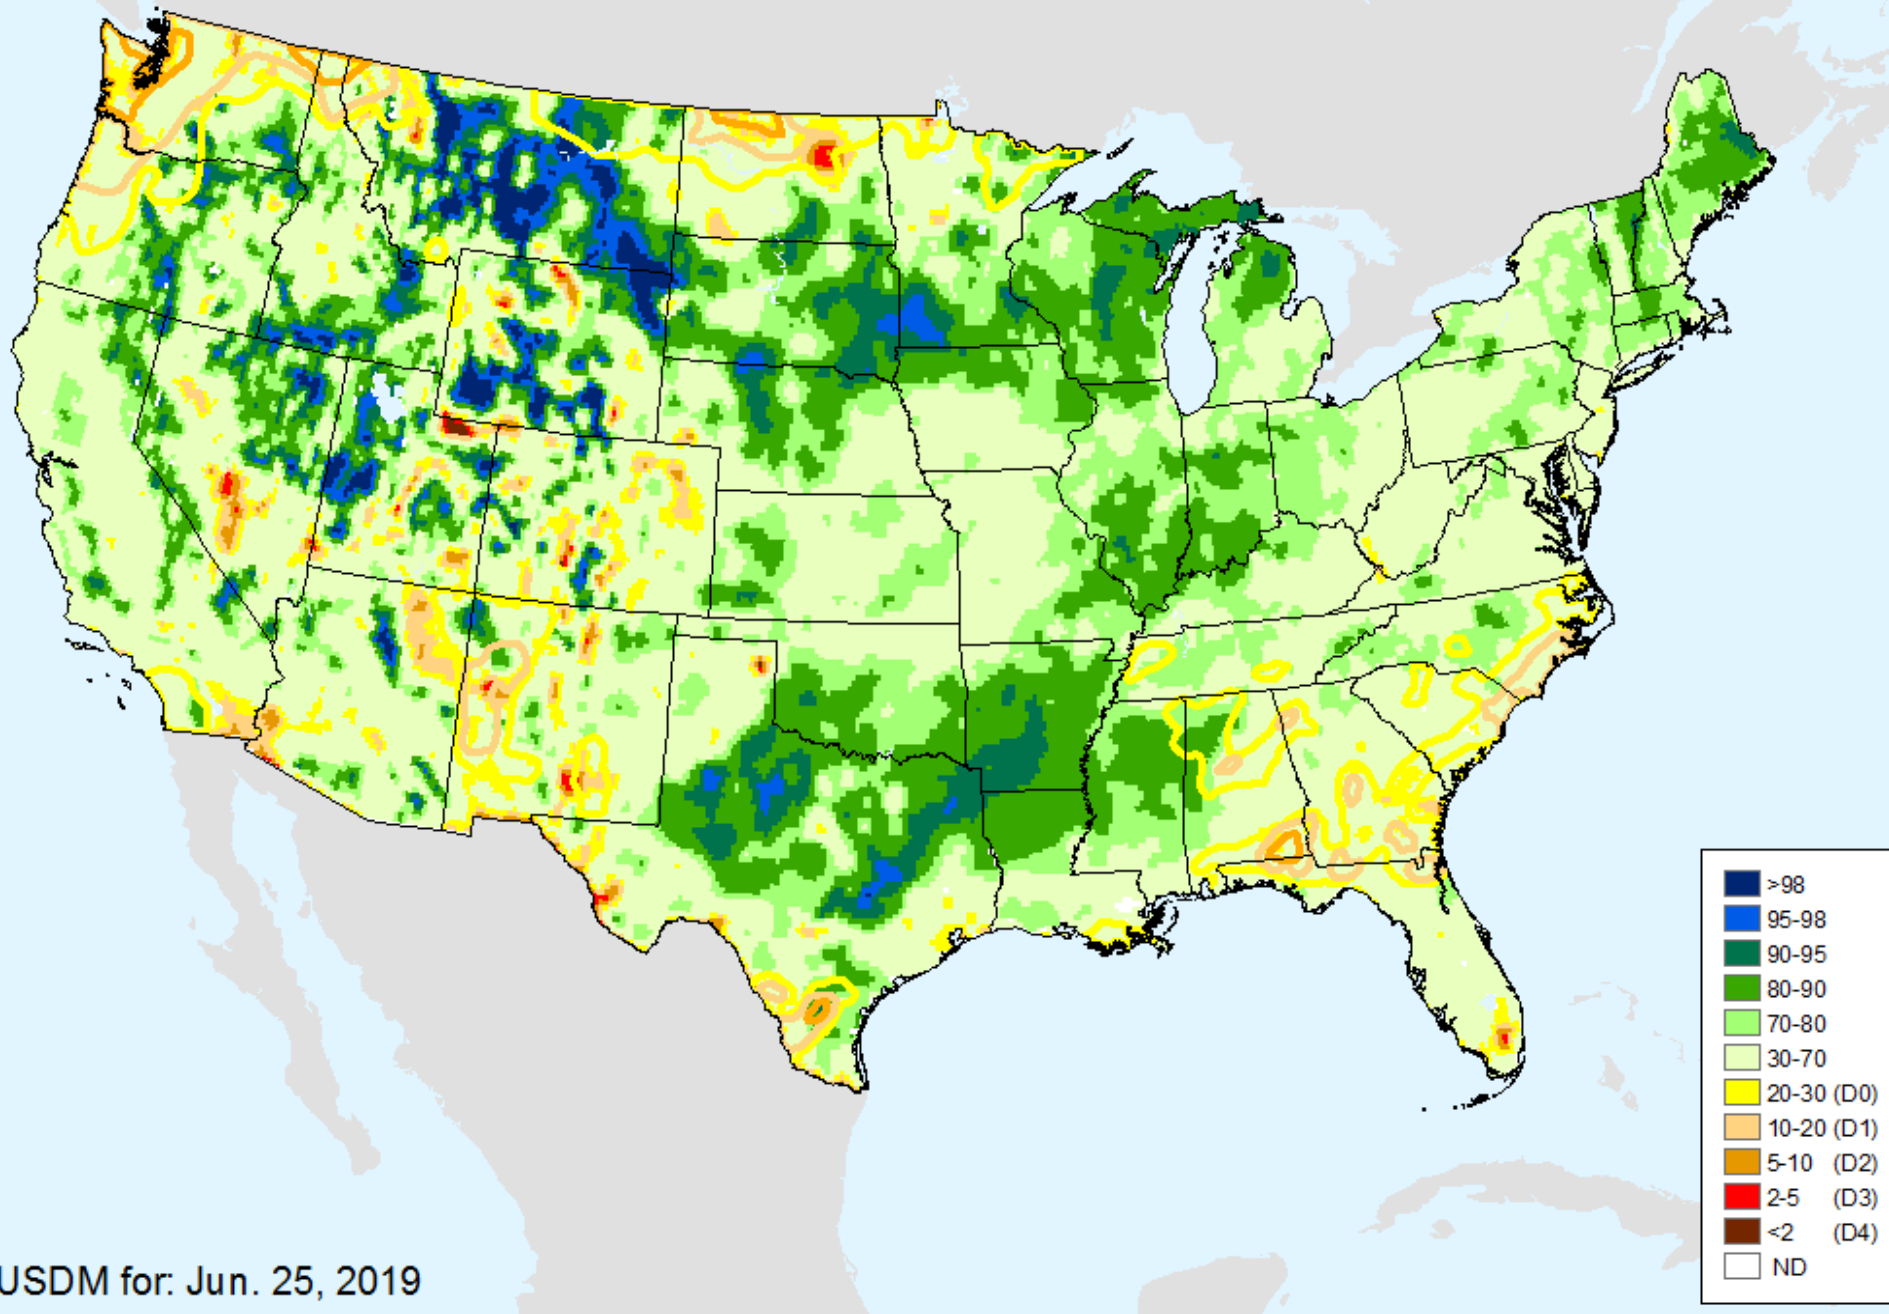 >98
95-98
90-95
80-90
70-80
30-70
20-30 (D0)
10-20 (D1)
5-10 (D2)
2-5 (D3)
<2 (D4)
ND
USDM for: Jun. 25, 2019